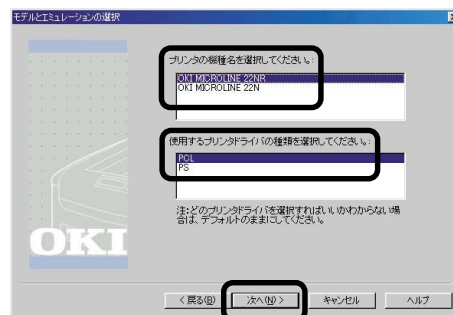 モデルとエミュレーションの選択
プリンタの機種名を選択してください。:
OKI MICROLINE 22NR
OKI MICROLINE 22N
使用するプリンタドライバの種類を選択してください。:
PCL
PS
注:どのプリンタドライバを選択すればいいかわからない場
合は、デフォルトのままにしてください。
OKI
< 戻る(B)
次へ(N) >
キャンセル
ヘルプ